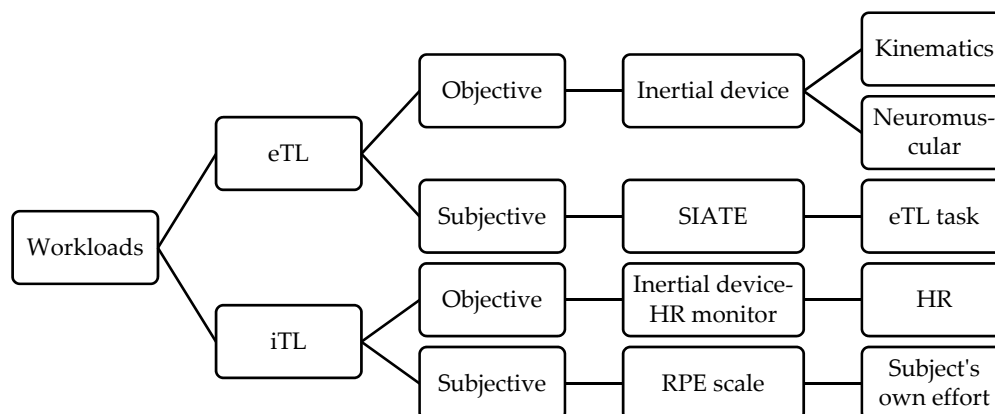 Workloads
eTL
iTL
Objective
Subjective
Objective
Subjective
Inertial device
SIATE
Inertial device-
HR monitor
RPE scale
Kinematics
Neuromus-
cular
eTL task
HR
Subject's
own effort